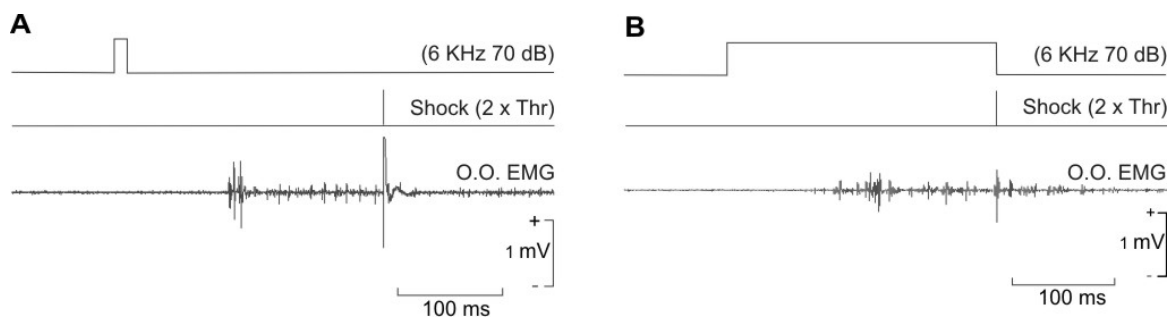 A
(6 KHz 70 dB)
Shock (2 x Thr)
O.O. EMG
+
1 mV
-
100 ms
B
(6 KHz 70 dB)
Shock (2 x Thr)
O.O. EMG
+
1 mV
-
100 ms